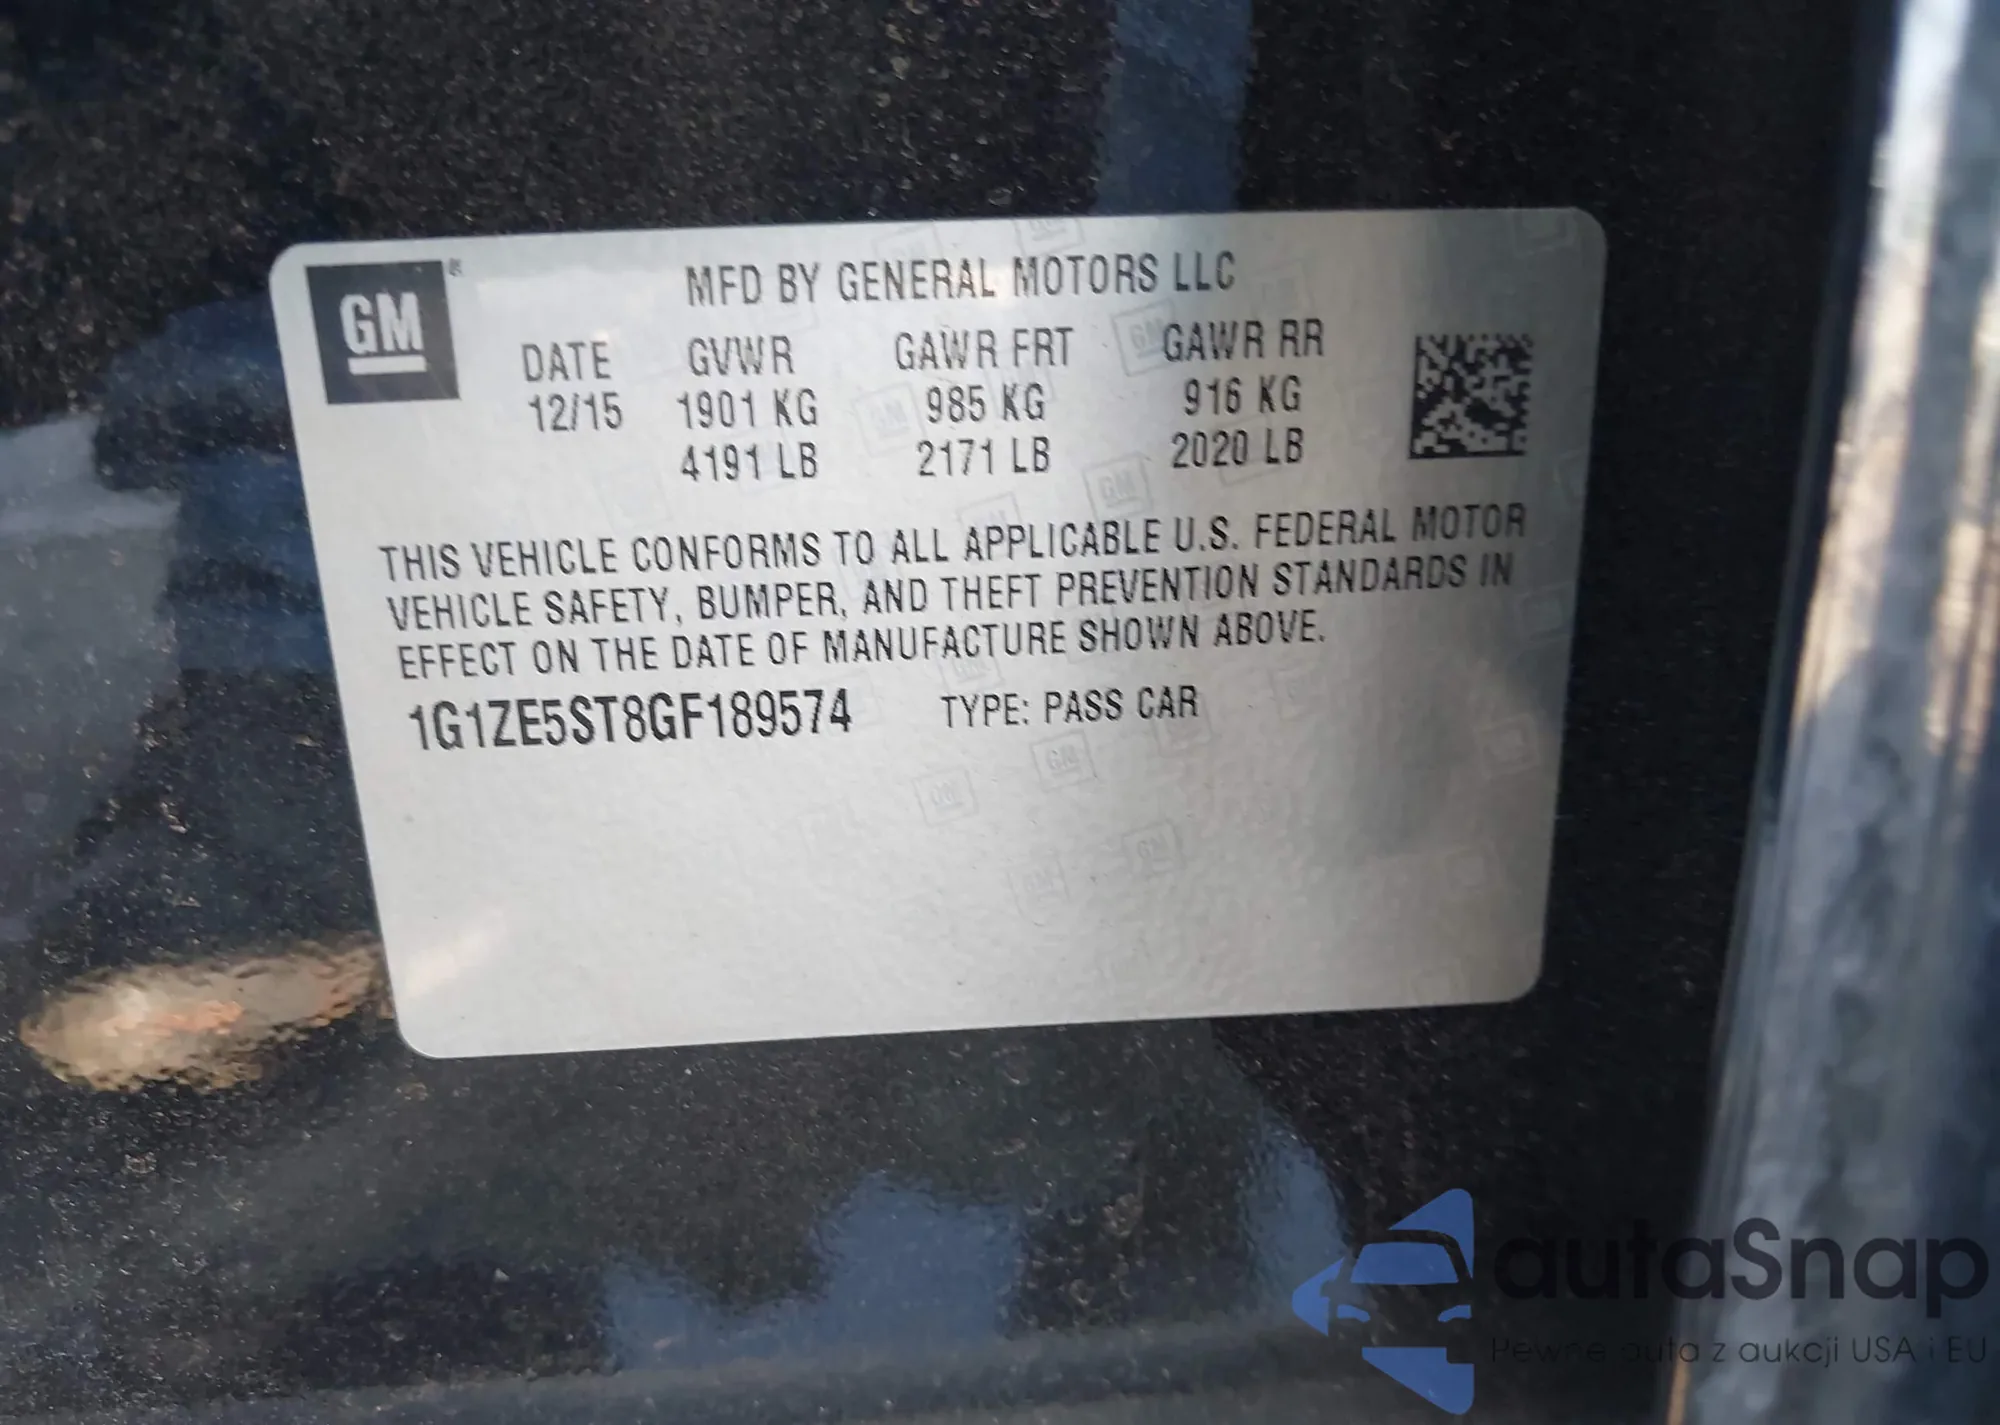 GM
MFD BY GENERAL MOTORS LLC
DATE GVWR GAWR FRT GAWR RR
12/15 1901 KG 985 KG 916 KG
4191 LB 2171 LB 2020 LB
THIS VEHICLE CONFORMS TO ALL APPLICABLE U.S. FEDERAL MOTOR
VEHICLE SAFETY, BUMPER, AND THEFT PREVENTION STANDARDS IN
EFFECT ON THE DATE OF MANUFACTURE SHOWN ABOVE.
1G1ZE5ST8GF189574 TYPE: PASS CAR
autaSnap
Pewne auta z aukcji USA i EU